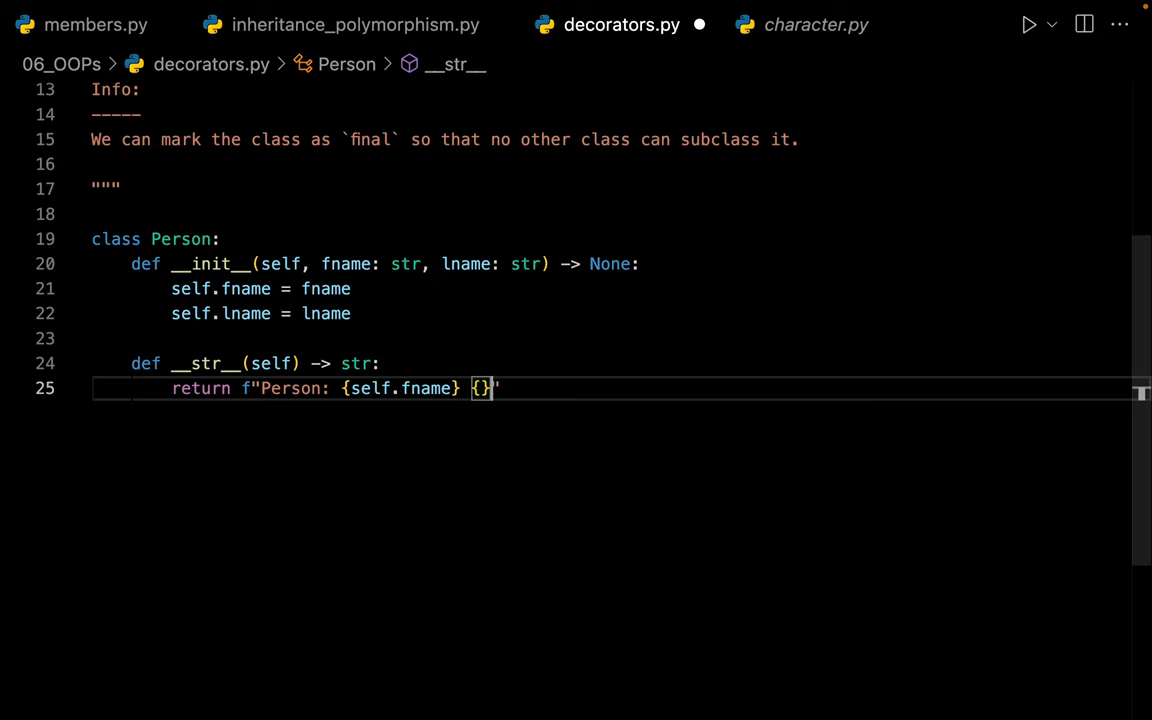 members.py inheritance_polymorphism.py decorators.py character.py
06_OOPs > decorators.py > Person > __str__
13 Info:
14 -----
15 We can mark the class as `final` so that no other class can subclass it.
16
17 """
18
19 class Person:
20     def __init__(self, fname: str, lname: str) -> None:
21         self.fname = fname
22         self.lname = lname
23
24     def __str__(self) -> str:
25         return f"Person: {self.fname} {}"